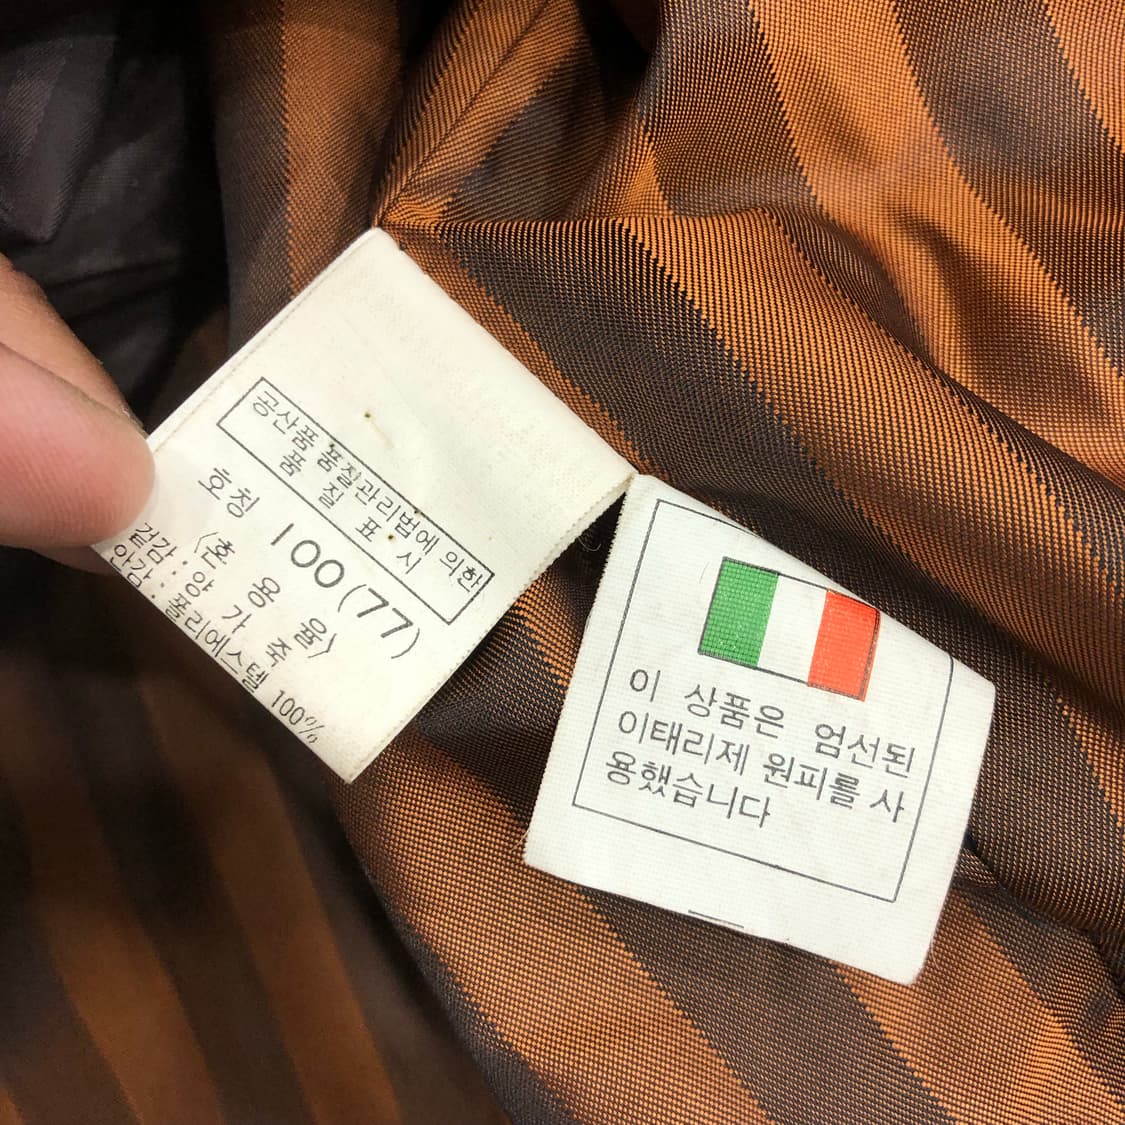 공산품품질관리법에 의한
품 질 표 시
호칭 100(77)
〈혼 용 율〉
겉감 : 양 가 죽
안감 : 폴리에스텔 100%
이 상품은 엄선된
이태리제 원피를 사
용했습니다